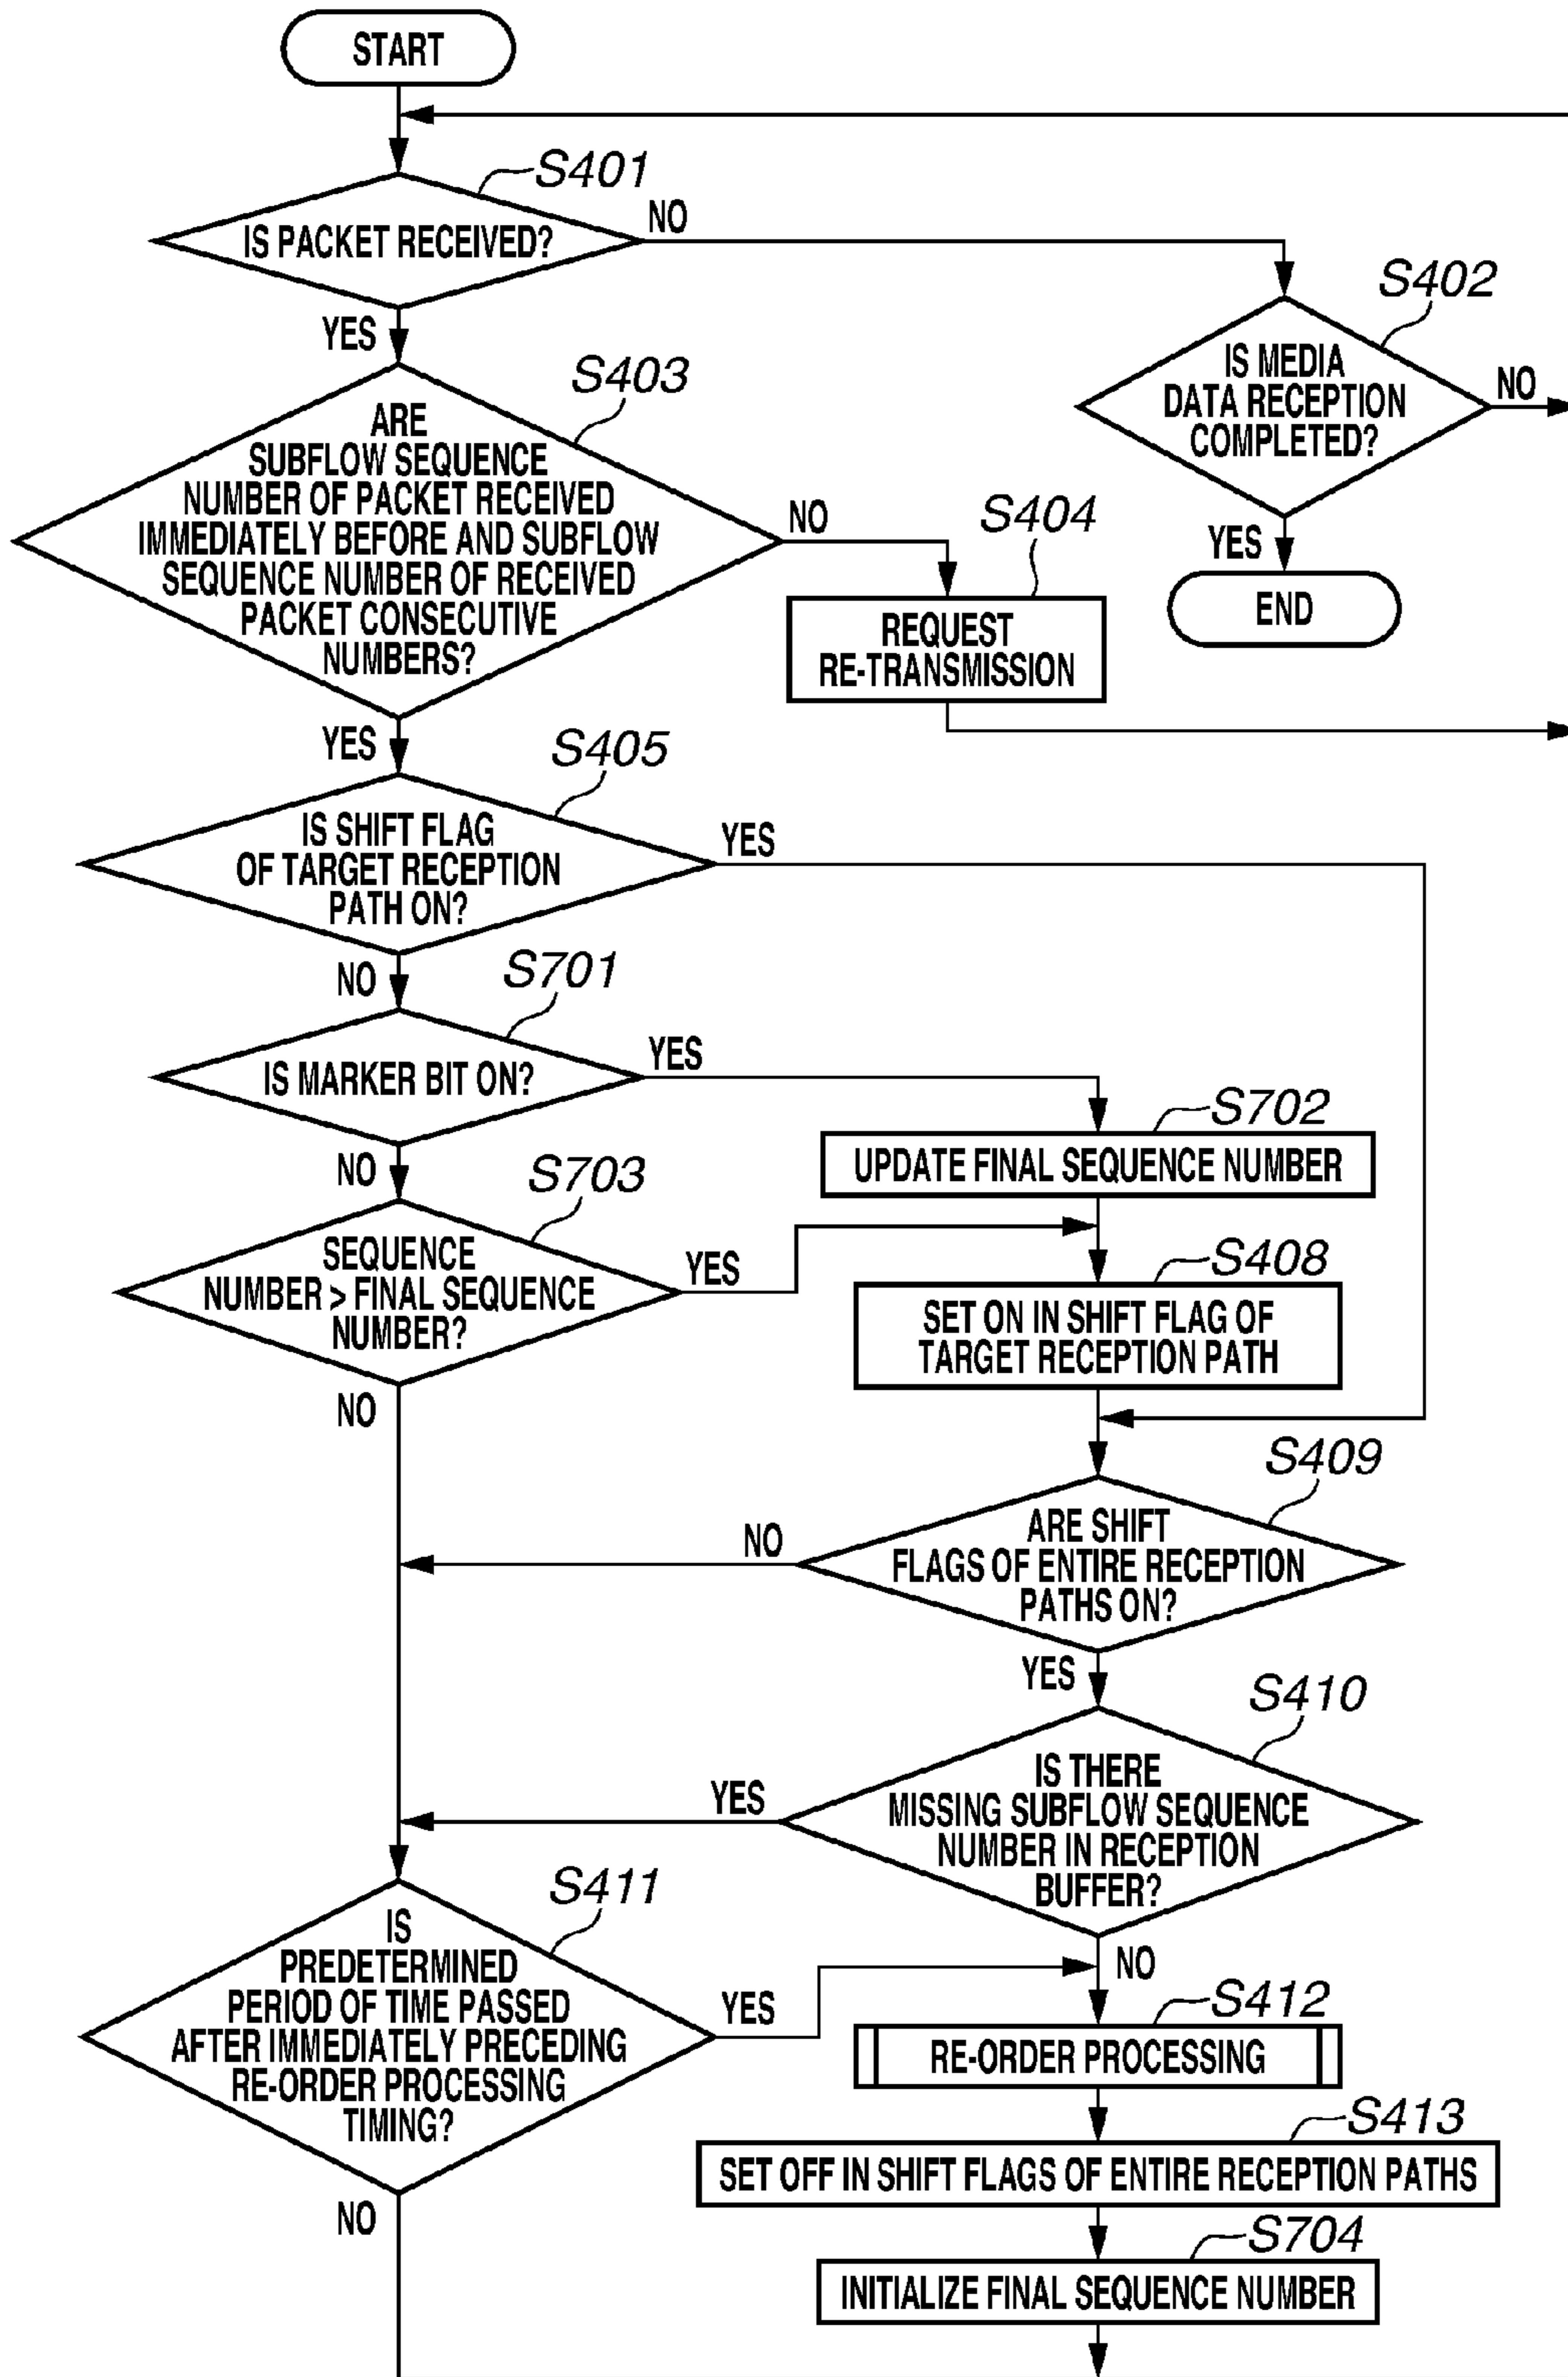 START
S401
IS PACKET RECEIVED?
NO
YES
S402
IS MEDIA
DATA RECEPTION
COMPLETED?
NO
YES
END
S403
ARE
SUBFLOW SEQUENCE
NUMBER OF PACKET RECEIVED
IMMEDIATELY BEFORE AND SUBFLOW
SEQUENCE NUMBER OF RECEIVED
PACKET CONSECUTIVE
NUMBERS?
NO
S404
REQUEST
RE-TRANSMISSION
YES
S405
IS SHIFT FLAG
OF TARGET RECEPTION
PATH ON?
YES
NO
S701
IS MARKER BIT ON?
YES
S702
UPDATE FINAL SEQUENCE NUMBER
NO
S703
SEQUENCE
NUMBER > FINAL SEQUENCE
NUMBER?
YES
S408
SET ON IN SHIFT FLAG OF
TARGET RECEPTION PATH
NO
S409
ARE SHIFT
FLAGS OF ENTIRE RECEPTION
PATHS ON?
NO
YES
S410
IS THERE
MISSING SUBFLOW SEQUENCE
NUMBER IN RECEPTION
BUFFER?
YES
NO
S411
IS
PREDETERMINED
PERIOD OF TIME PASSED
AFTER IMMEDIATELY PRECEDING
RE-ORDER PROCESSING
TIMING?
YES
S412
RE-ORDER PROCESSING
S413
SET OFF IN SHIFT FLAGS OF ENTIRE RECEPTION PATHS
NO
S704
INITIALIZE FINAL SEQUENCE NUMBER